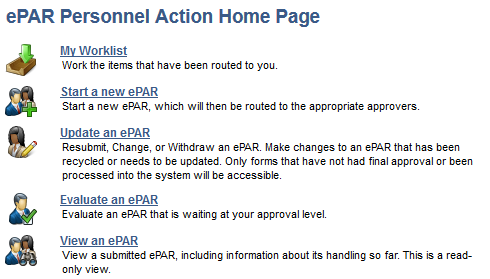 ePAR Personnel Action Home Page
My Worklist
Work the items that have been routed to you.
Start a new ePAR
Start a new ePAR, which will then be routed to the appropriate approvers.
Update an ePAR
Resubmit, Change, or Withdraw an ePAR. Make changes to an ePAR that has been
recycled or needs to be updated. Only forms that have not had final approval or been
processed into the system will be accessible.
Evaluate an ePAR
Evaluate an ePAR that is waiting at your approval level.
View an ePAR
View a submitted ePAR, including information about its handling so far. This is a read-
only view.